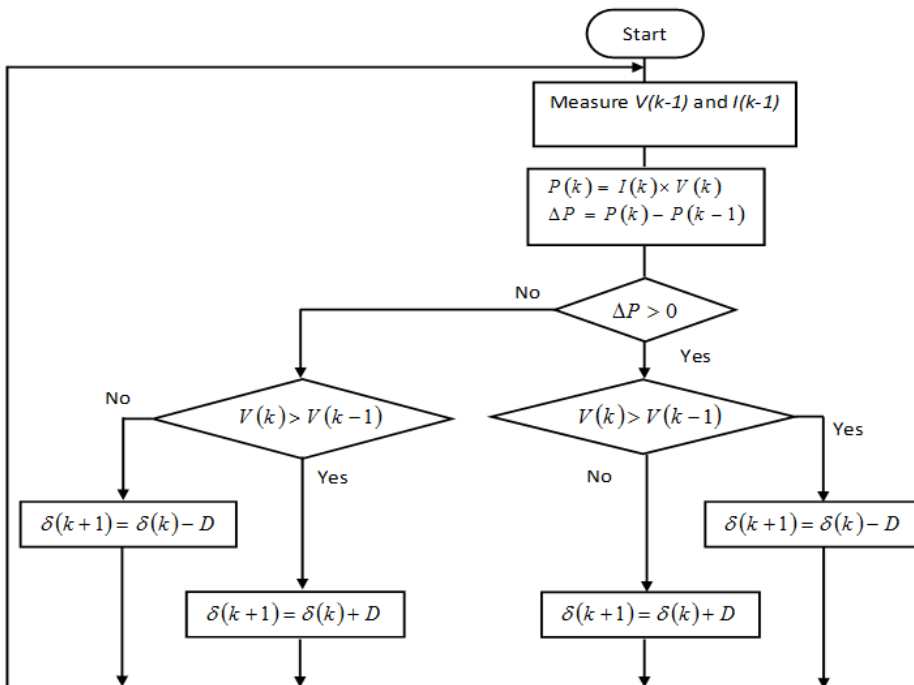 Start
Measure V(k-1) and I(k-1)
P(k) = I(k) × V(k)
ΔP = P(k) − P(k − 1)
ΔP > 0
No
Yes
V(k) > V(k − 1)
No
Yes
V(k) > V(k − 1)
Yes
No
δ(k + 1) = δ(k) − D
δ(k + 1) = δ(k) + D
δ(k + 1) = δ(k) + D
δ(k + 1) = δ(k) − D